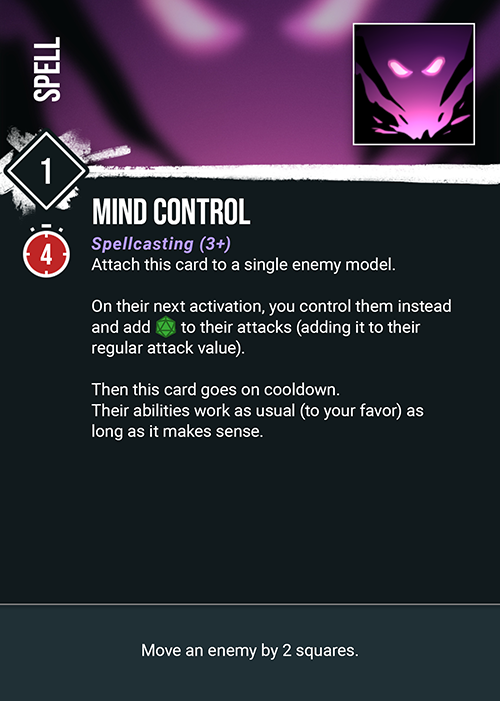 SPELL
1
MIND CONTROL
4
Spellcasting (3+)
Attach this card to a single enemy model.
On their next activation, you control them instead
and add to their attacks (adding it to their
regular attack value).
Then this card goes on cooldown.
Their abilities work as usual (to your favor) as
long as it makes sense.
Move an enemy by 2 squares.